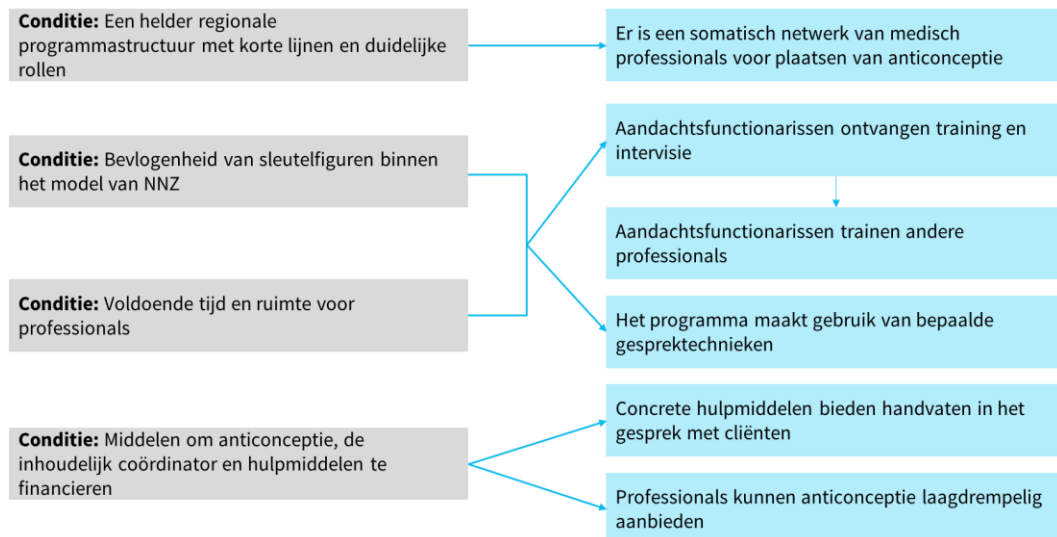 Conditie: Een helder regionale
programmastructuur met korte lijnen en duidelijke
rollen
Er is een somatisch netwerk van medisch
professionals voor plaatsen van anticonceptie
Conditie: Bevlogenheid van sleutelfiguren binnen
het model van NNZ
Aandachtsfunctionarissen ontvangen training en
intervisie
Aandachtsfunctionarissen trainen andere
professionals
Conditie: Voldoende tijd en ruimte voor
professionals
Het programma maakt gebruik van bepaalde
gesprektechnieken
Conditie: Middelen om anticonceptie, de
inhoudelijk coördinator en hulpmiddelen te
financieren
Concrete hulpmiddelen bieden handvaten in het
gesprek met cliënten
Professionals kunnen anticonceptie laagdrempelig
aanbieden